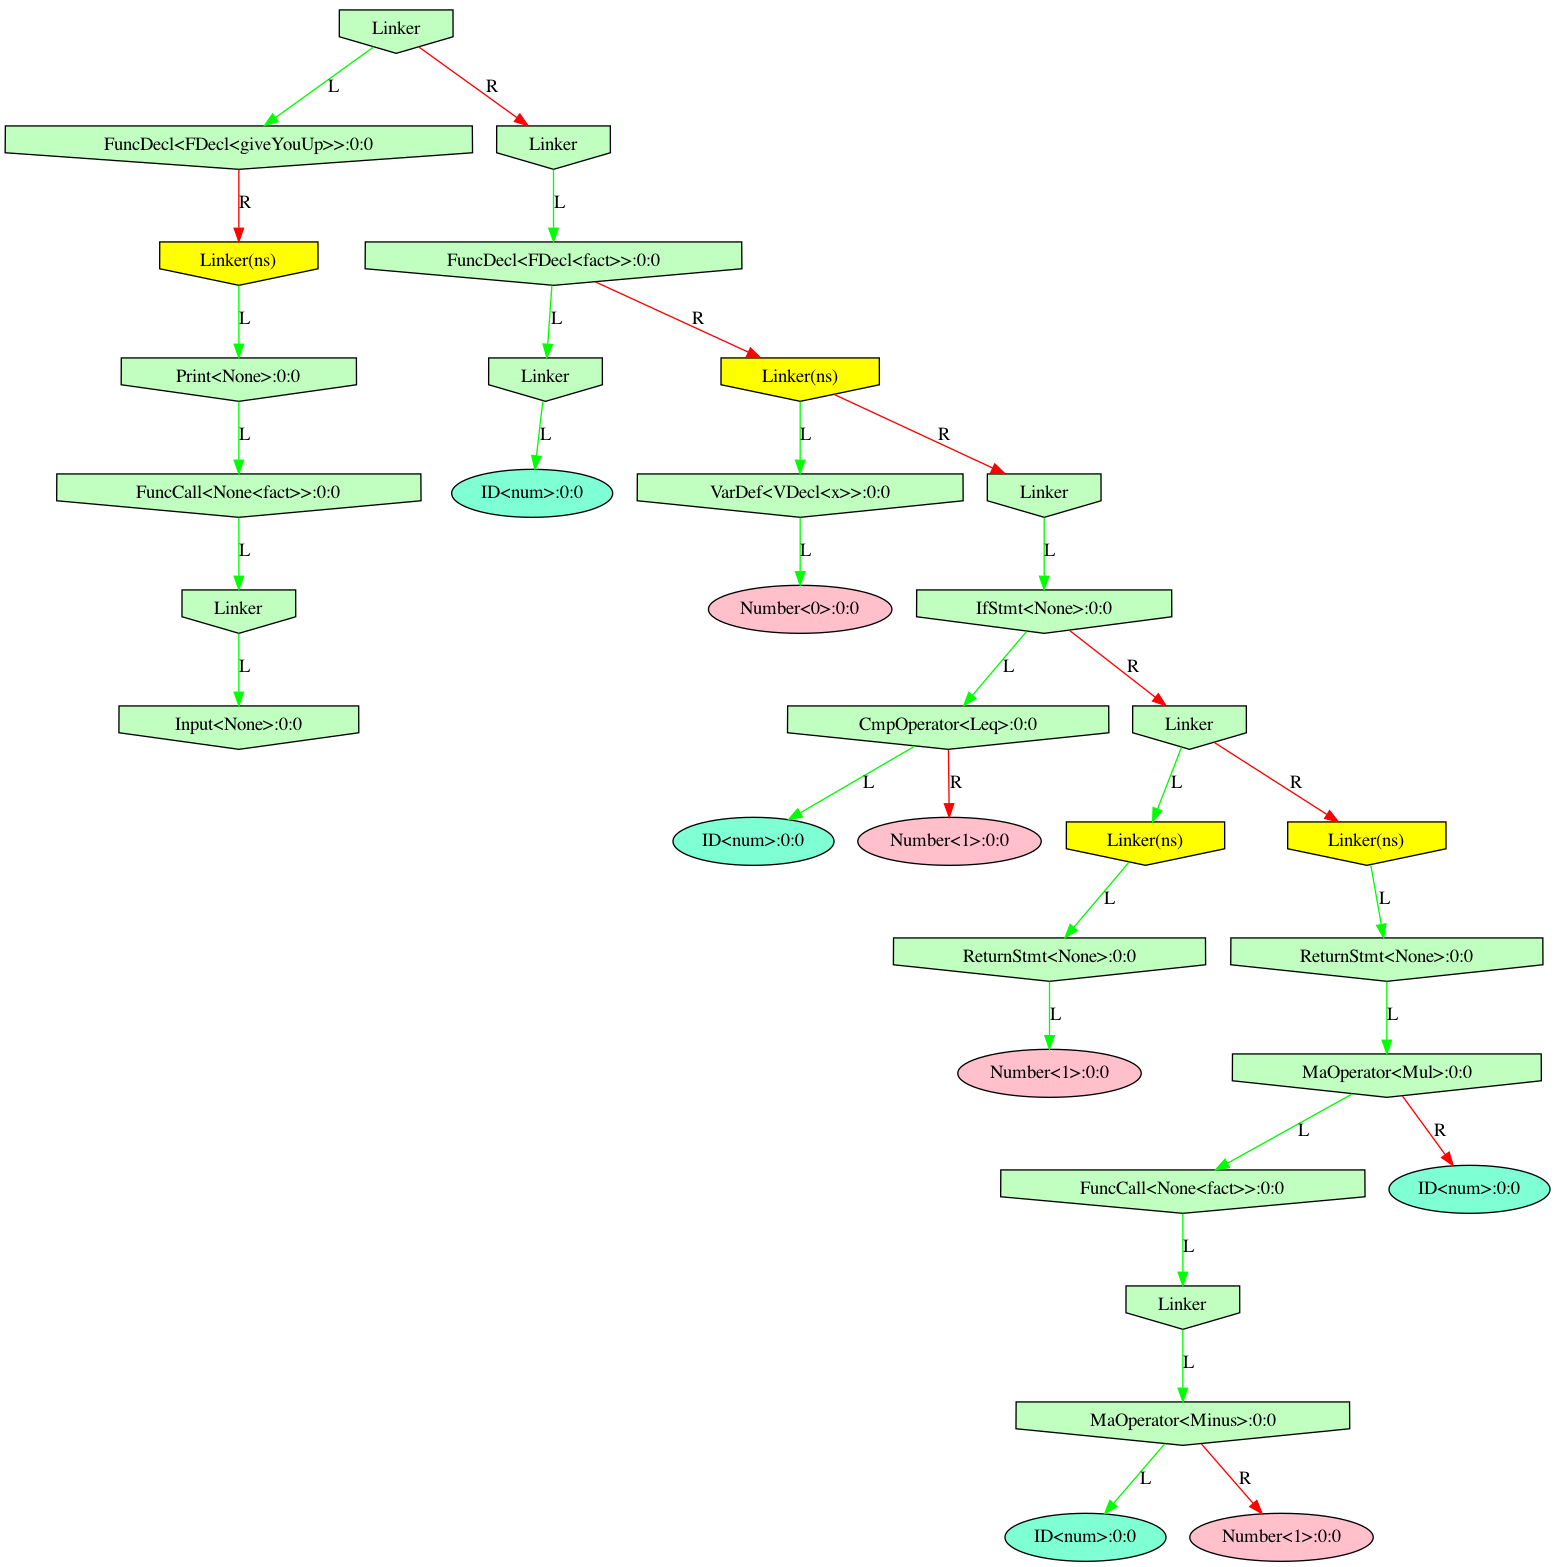 Linker
L
R
FuncDecl<FDecl<giveYouUp>>:0:0
Linker
R
L
Linker(ns)
FuncDecl<FDecl<fact>>:0:0
L
L
R
Print<None>:0:0
Linker
Linker(ns)
L
L
L
R
FuncCall<None<fact>>:0:0
ID<num>:0:0
VarDef<VDecl<x>>:0:0
Linker
L
L
L
Linker
Number<0>:0:0
IfStmt<None>:0:0
L
L
R
Input<None>:0:0
CmpOperator<Leq>:0:0
Linker
L
R
L
R
ID<num>:0:0
Number<1>:0:0
Linker(ns)
Linker(ns)
L
L
ReturnStmt<None>:0:0
ReturnStmt<None>:0:0
L
L
Number<1>:0:0
MaOperator<Mul>:0:0
L
R
FuncCall<None<fact>>:0:0
ID<num>:0:0
L
Linker
L
MaOperator<Minus>:0:0
L
R
ID<num>:0:0
Number<1>:0:0